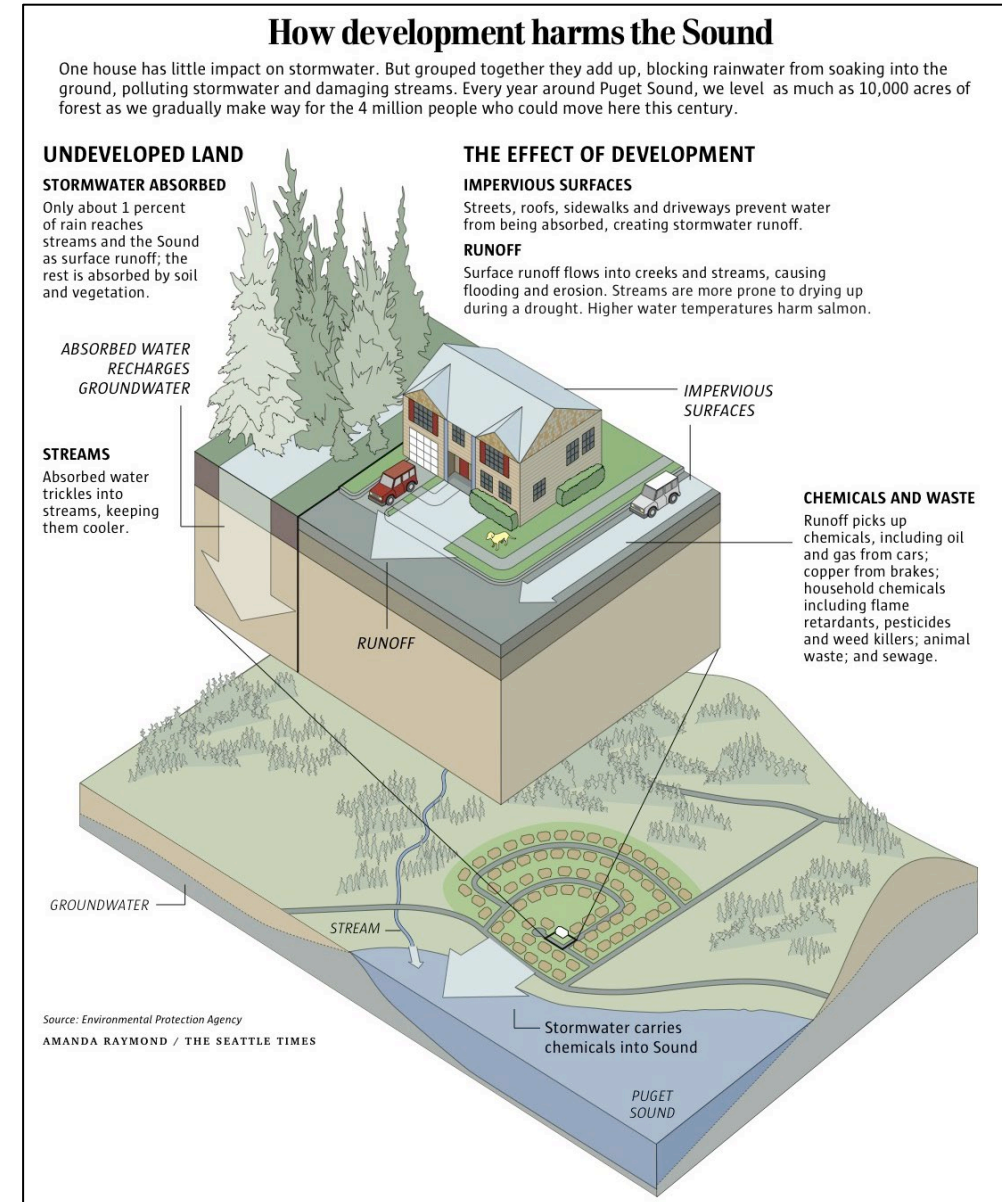 How development harms the Sound
One house has little impact on stormwater. But grouped together they add up, blocking rainwater from soaking into the
ground, polluting stormwater and damaging streams. Every year around Puget Sound, we level as much as 10,000 acres of
forest as we gradually make way for the 4 million people who could move here this century.
UNDEVELOPED LAND
STORMWATER ABSORBED
Only about 1 percent
of rain reaches
streams and the Sound
as surface runoff; the
rest is absorbed by soil
and vegetation.
ABSORBED WATER
RECHARGES
GROUNDWATER
STREAMS
Absorbed water
trickles into
streams, keeping
them cooler.
THE EFFECT OF DEVELOPMENT
IMPERVIOUS SURFACES
Streets, roofs, sidewalks and driveways prevent water
from being absorbed, creating stormwater runoff.
RUNOFF
Surface runoff flows into creeks and streams, causing
flooding and erosion. Streams are more prone to drying up
during a drought. Higher water temperatures harm salmon.
IMPERVIOUS
SURFACES
CHEMICALS AND WASTE
Runoff picks up
chemicals, including oil
and gas from cars;
copper from brakes;
household chemicals
including flame
retardants, pesticides
and weed killers; animal
waste; and sewage.
RUNOFF
GROUNDWATER
STREAM
Stormwater carries
chemicals into Sound
PUGET
SOUND
Source: Environmental Protection Agency
AMANDA RAYMOND / THE SEATTLE TIMES